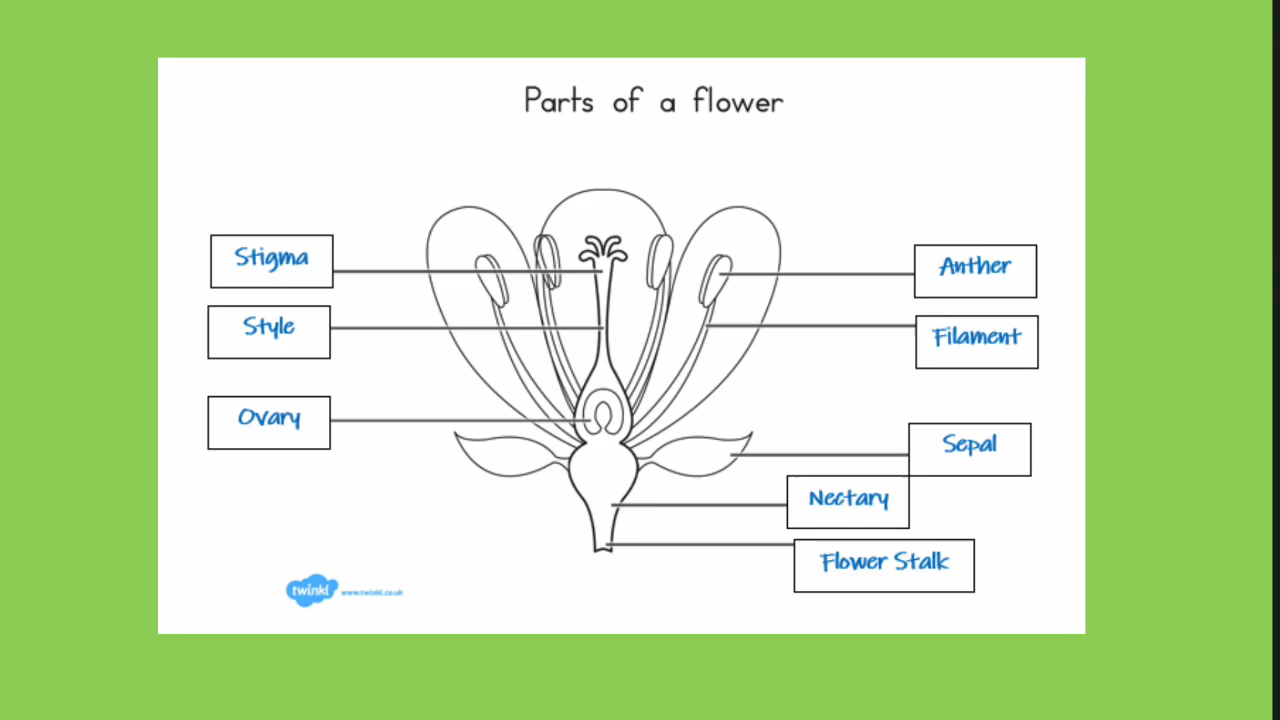 Parts of a flower
Stigma
Anther
Style
Filament
Ovary
Sepal
Nectary
Flower Stalk
twinkl www.twinkl.co.uk